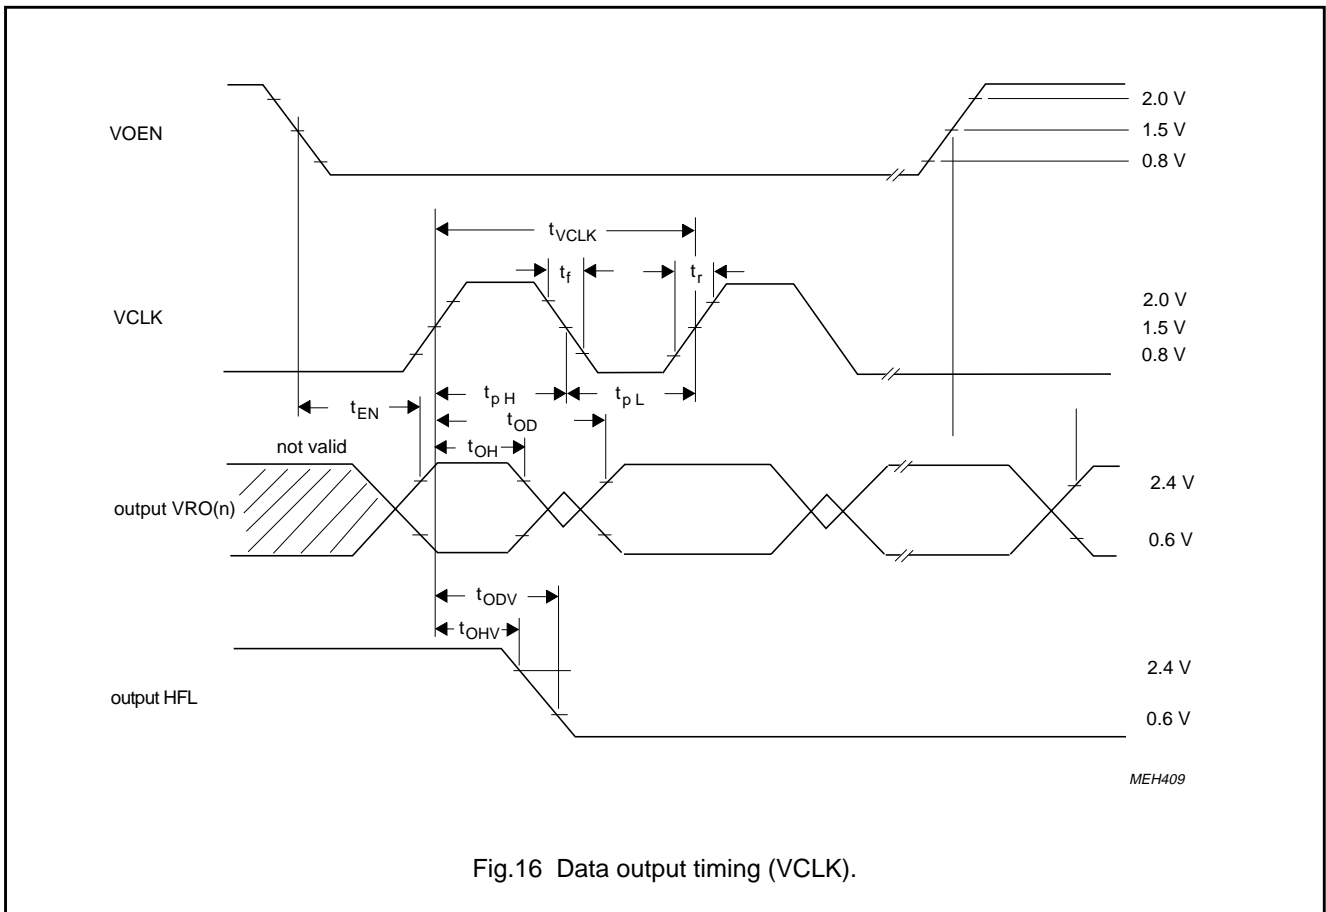 VOEN
2.0 V
1.5 V
0.8 V
tVCLK
tf
tr
VCLK
2.0 V
1.5 V
0.8 V
tp H
tp L
tEN
tOD
tOH
not valid
output VRO(n)
2.4 V
0.6 V
tODV
tOHV
output HFL
2.4 V
0.6 V
MEH409
Fig.16 Data output timing (VCLK).